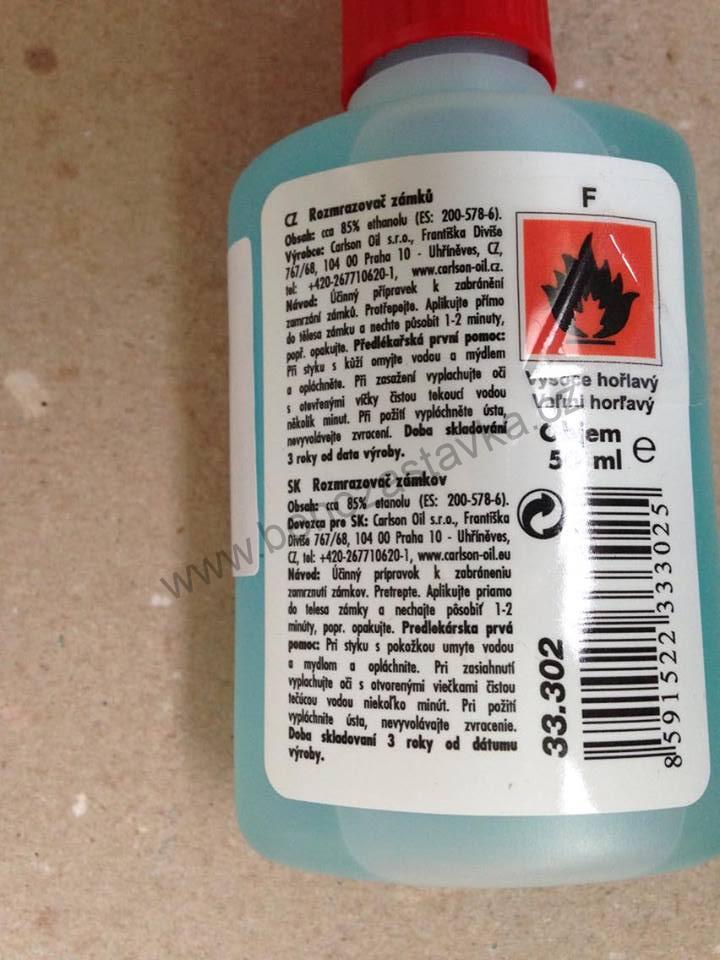 CZ Rozmrazovač zámků
Obsah: cca 85% ethanolu (ES: 200-578-6).
Výrobce: Carlson Oil s.r.o., Františka Diviše
767/68, 104 00 Praha 10 - Uhříněves, CZ,
tel: +420-267710620-1, www.carlson-oil.cz.
Návod: Účinný přípravek k zabránění
zamrzání zámků. Protřepejte. Aplikujte přímo
do tělesa zámku a nechte působit 1-2 minuty,
popř. opakujte. Předlékařská první pomoc:
Při styku s kůží omyjte vodou a mýdlem
a opláchněte. Při zasažení vyplachujte oči
s otevřenými víčky čistou tekoucí vodou
několik minut. Při požití vypláchněte ústa,
nevyvolávejte zvracení. Doba skladování
3 roky od data výroby.
SK Rozmrazovač zámkov
Obsah: cca 85% etanolu (ES: 200-578-6).
Dovozca pre SK: Carlson Oil s.r.o., Františka
Diviše 767/68, 104 00 Praha 10 - Uhříněves,
CZ, tel: +420-267710620-1, www.carlson-oil.eu
Návod: Účinný prípravok k zabráneniu
zamrznutí zámkov. Pretrepte. Aplikujte priamo
do telesa zámky a nechajte pôsobiť 1-2
minúty, popr. opakujte. Predlekárska prvá
pomoc: Pri styku s pokožkou umyte vodou
a mydlom a opláchnite. Pri zasiahnutí
vyplachujte oči s otvorenými viečkami čistou
tečúcou vodou niekoľko minút. Pri požití
vypláchnite ústa, nevyvolávajte zvracenie.
Doba skladovaní 3 roky od dátumu
výroby.
F
Vysoce hořlavý
Veľmi horľavý
Objem
50 ml e
33.302
8 591522 333025
www.bonozastavka.cz